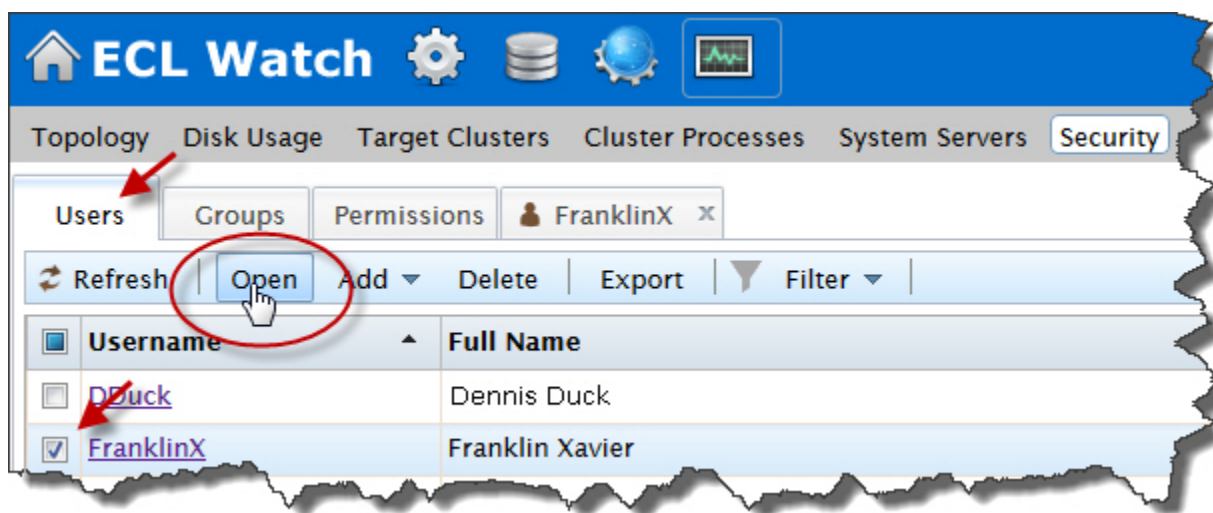 ECL Watch
Topology Disk Usage Target Clusters Cluster Processes System Servers Security
Users Groups Permissions FranklinX x
Refresh Open Add Delete Export Filter
Username Full Name
DDuck Dennis Duck
FranklinX Franklin Xavier